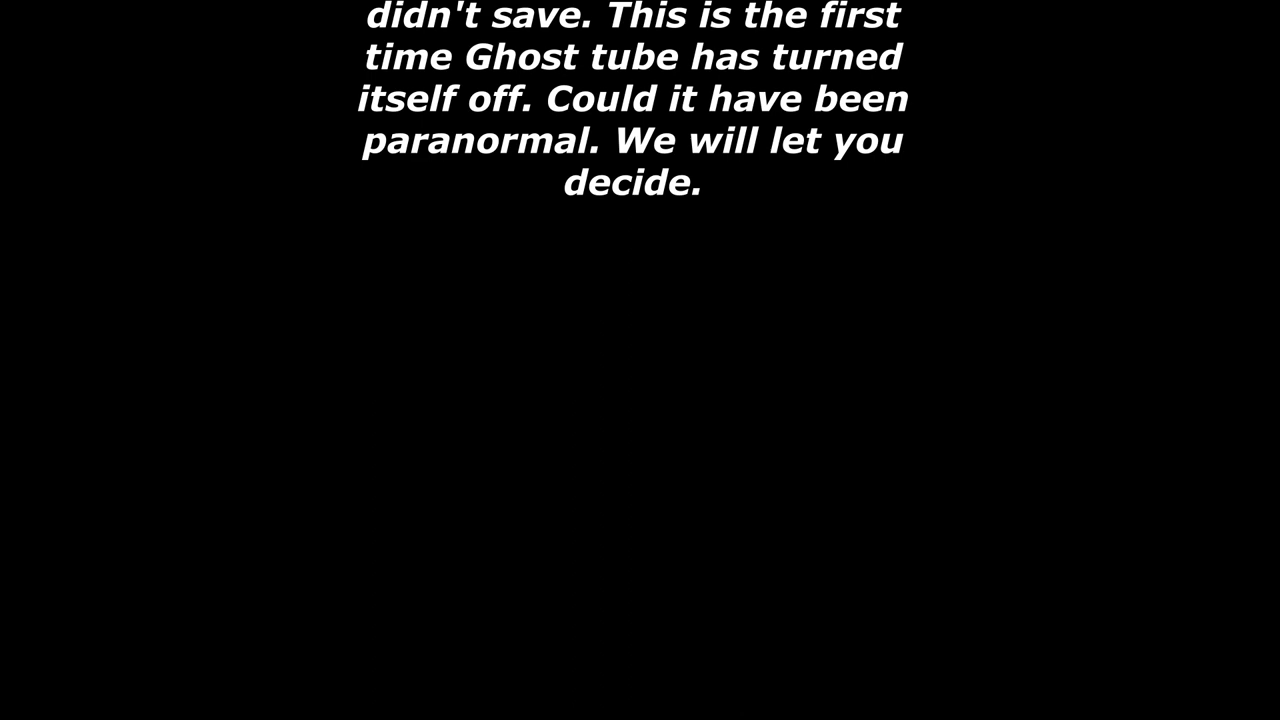 didn't save. This is the first
time Ghost tube has turned
itself off. Could it have been
paranormal. We will let you
decide.